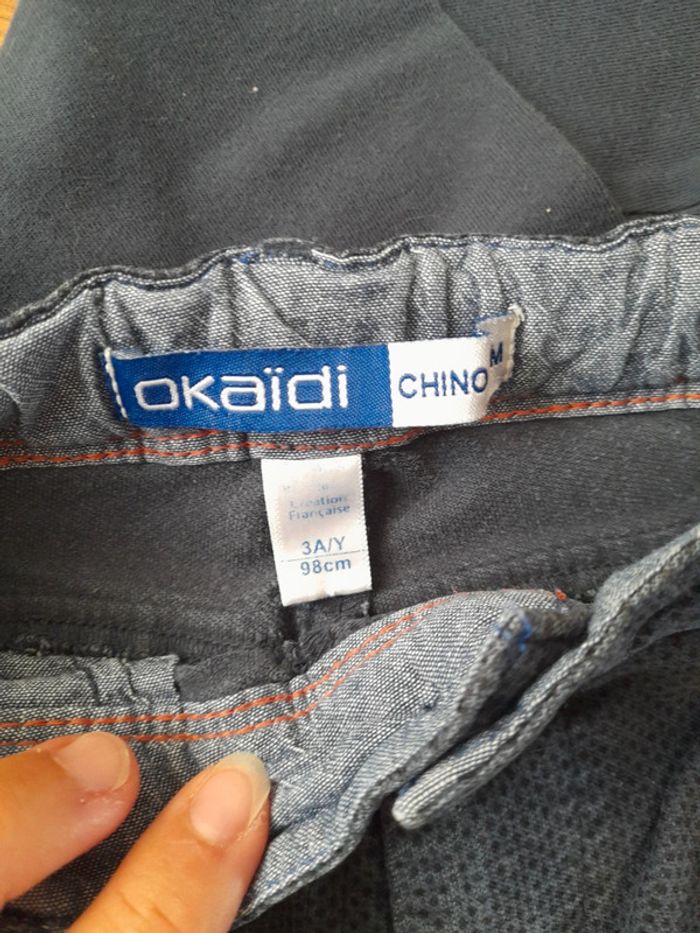 oKaïdi CHINO
M
Création
Française
3A/Y
98cm